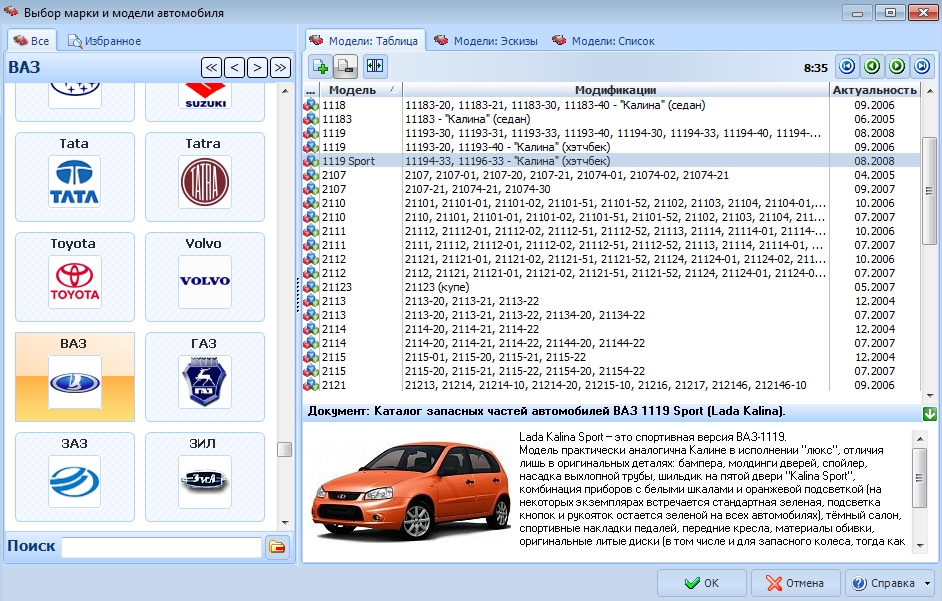 Выбор марки и модели автомобиля
Все
Избранное
ВАЗ
SUZUKI
Tata
Tatra
TATA
TATRA
Toyota
Volvo
TOYOTA
VOLVO
ВАЗ
ГАЗ
ГАЗ
ЗАЗ
ЗИЛ
ЗИЛ
Поиск
Модели: Таблица
Модели: Эскизы
Модели: Список
8:35
... Модель Модификации Актуальность
1118 11183-20, 11183-21, 11183-30, 11183-40 - "Калина" (седан) 09.2006
11183 11183 - "Калина" (седан) 06.2005
1119 11193-30, 11193-31, 11193-33, 11193-40, 11194-30, 11194-33, 11194-40, 11194-... 08.2008
1119 11193-20, 11193-40 - "Калина" (хэтчбек) 09.2006
1119 Sport 11194-33, 11196-33 - "Калина" (хэтчбек) 08.2008
2107 2107, 2107-01, 2107-20, 2107-21, 21074-01, 21074-02, 21074-21 04.2005
2107 2107-21, 21074-21, 21074-30 09.2007
2110 21101, 21101-01, 21101-02, 21101-51, 21101-52, 21102, 21103, 21104, 21104-01,... 10.2006
2110 2110, 21101, 21101-01, 21101-02, 21101-51, 21101-52, 21102, 21103, 21104, 211... 07.2007
2111 21112, 21112-01, 21112-02, 21112-51, 21112-52, 21113, 21114, 21114-01, 21114-... 10.2006
2111 2111, 21112, 21112-01, 21112-02, 21112-51, 21112-52, 21113, 21114, 21114-01, ... 07.2007
2112 21121, 21121-01, 21121-02, 21121-51, 21121-52, 21124, 21124-01, 21124-02, 211... 10.2006
2112 2112, 21121, 21121-01, 21121-02, 21121-51, 21121-52, 21124, 21124-01, 21124-0... 07.2007
21123 21123 (купе) 05.2007
2113 2113-20, 2113-21, 2113-22 12.2004
2113 2113-20, 2113-21, 2113-22, 21134-20, 21134-22 07.2007
2114 2114-20, 2114-21, 2114-22 12.2004
2114 2114-20, 2114-21, 2114-22, 21144-20, 21144-22 07.2007
2115 2115-01, 2115-20, 2115-21, 2115-22 12.2004
2115 2115-20, 2115-21, 2115-22, 21154-20, 21154-22 07.2007
2121 21213, 21214, 21214-10, 21214-20, 21215-10, 21216, 21217, 212146, 212146-10 09.2006
Документ: Каталог запасных частей автомобилей ВАЗ 1119 Sport (Lada Kalina).
Lada Kalina Sport – это спортивная версия ВАЗ-1119.
Модель практически аналогична Калине в исполнении "люкс", отличия
лишь в оригинальных деталях: бампера, молдинги дверей, спойлер,
насадка выхлопной трубы, шильдик на пятой двери "Kalina Sport",
комбинация приборов с белыми шкалами и оранжевой подсветкой (на
некоторых экземплярах встречается стандартная зеленая, подсветка
кнопок и рукояток остается зеленой на всех автомобилях), тёмный салон,
спортивные накладки педалей, передние кресла, материалы обивки,
оригинальные литые диски (в том числе и для запасного колеса, тогда как
OK
Отмена
Справка